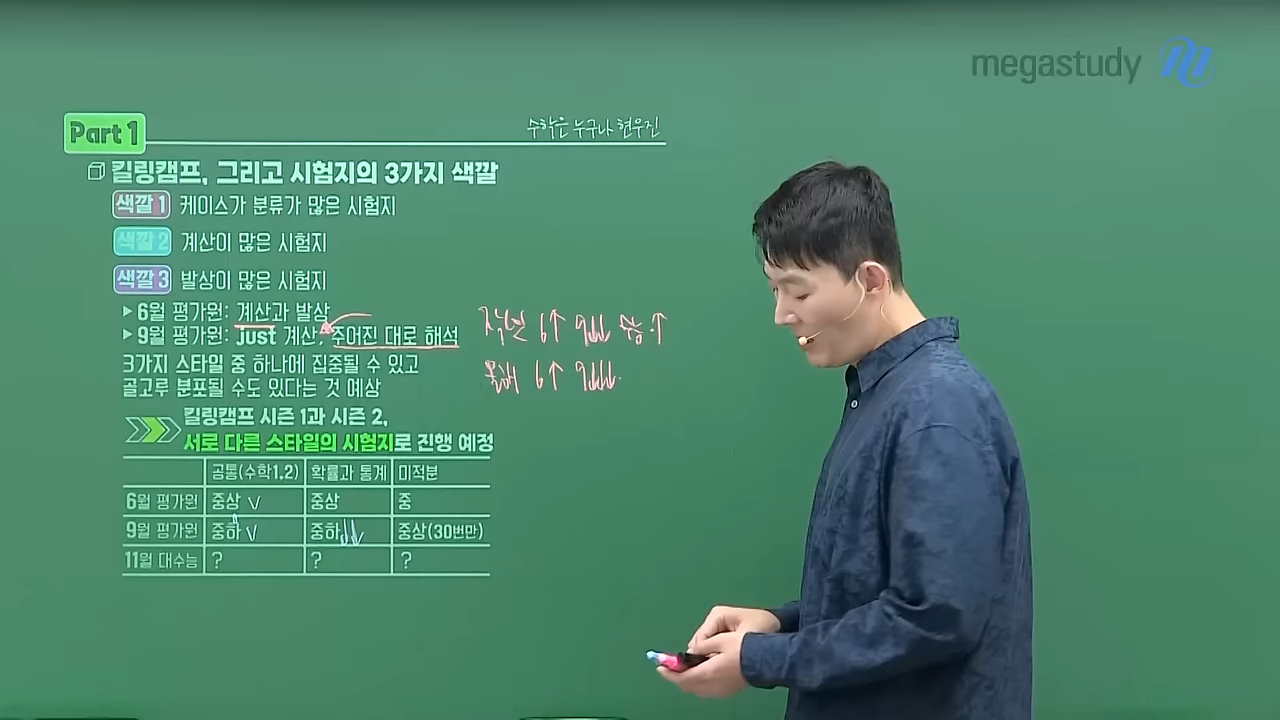 megastudy
Part 1
수학은 누구나 현우진
킬링캠프, 그리고 시험지의 3가지 색깔
색깔 1 케이스가 분류가 많은 시험지
색깔 2 계산이 많은 시험지
색깔 3 발상이 많은 시험지
▶ 6월 평가원: 계산과 발상
▶ 9월 평가원: Just 계산, 주어진 대로 해석
작년 6↑ 9↓↓ 수능·↑
올해 6↑ 9↓↓↓
3가지 스타일 중 하나에 집중될 수 있고
골고루 분포될 수도 있다는 것 예상
킬링캠프 시즌 1과 시즌 2,
서로 다른 스타일의 시험지로 진행 예정
공통(수학1.2) 확률과 통계 미적분
6월 평가원 중상 V 중상 중
9월 평가원 중하 V 중하 ↓↓ 중상(30번만)
11월 대수능 ? ? ?